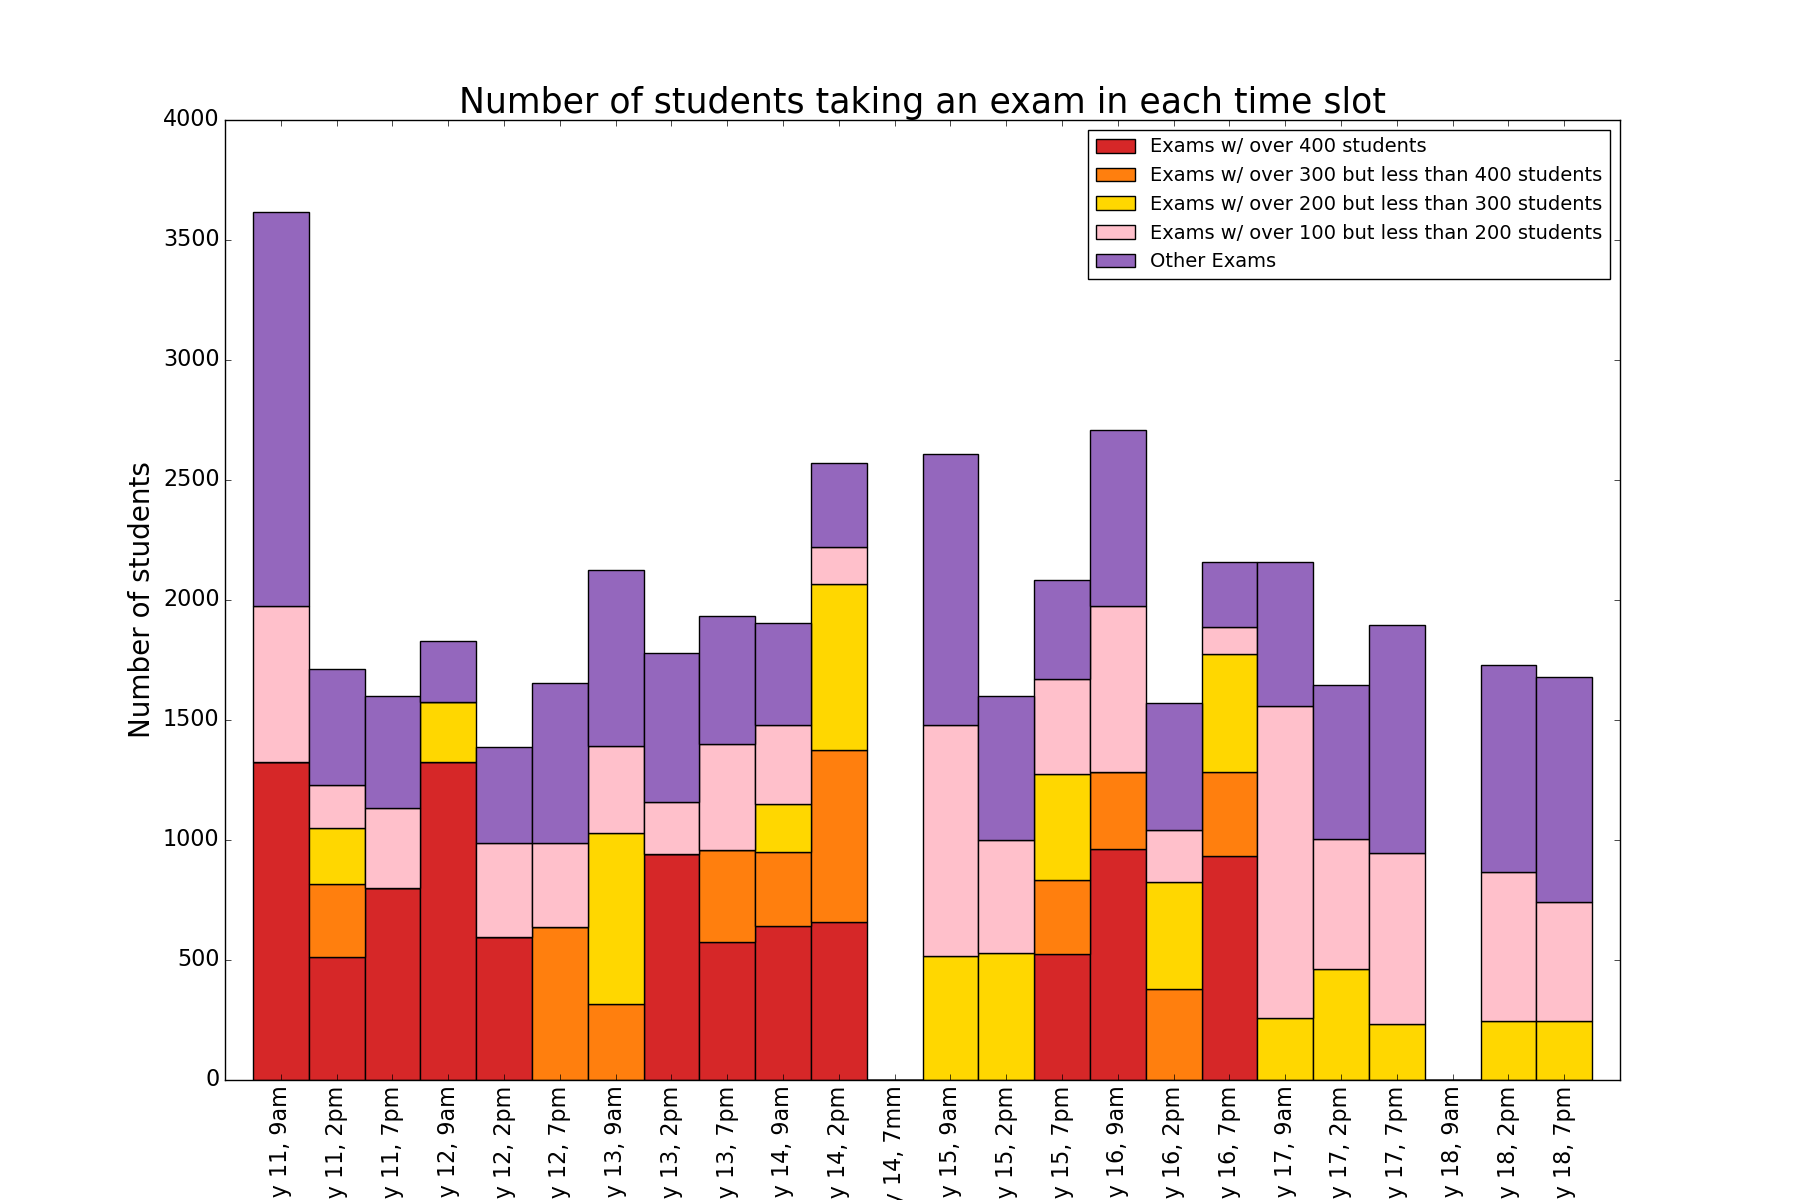 Number of students taking an exam in each time slot
Exams w/ over 400 students
Exams w/ over 300 but less than 400 students
Exams w/ over 200 but less than 300 students
Exams w/ over 100 but less than 200 students
Other Exams
Number of students
4000
3500
3000
2500
2000
1500
1000
500
0
y 11, 9am
y 11, 2pm
y 11, 7pm
y 12, 9am
y 12, 2pm
y 12, 7pm
y 13, 9am
y 13, 2pm
y 13, 7pm
y 14, 9am
y 14, 2pm
y 14, 7mm
y 15, 9am
y 15, 2pm
y 15, 7pm
y 16, 9am
y 16, 2pm
y 16, 7pm
y 17, 9am
y 17, 2pm
y 17, 7pm
y 18, 9am
y 18, 2pm
y 18, 7pm